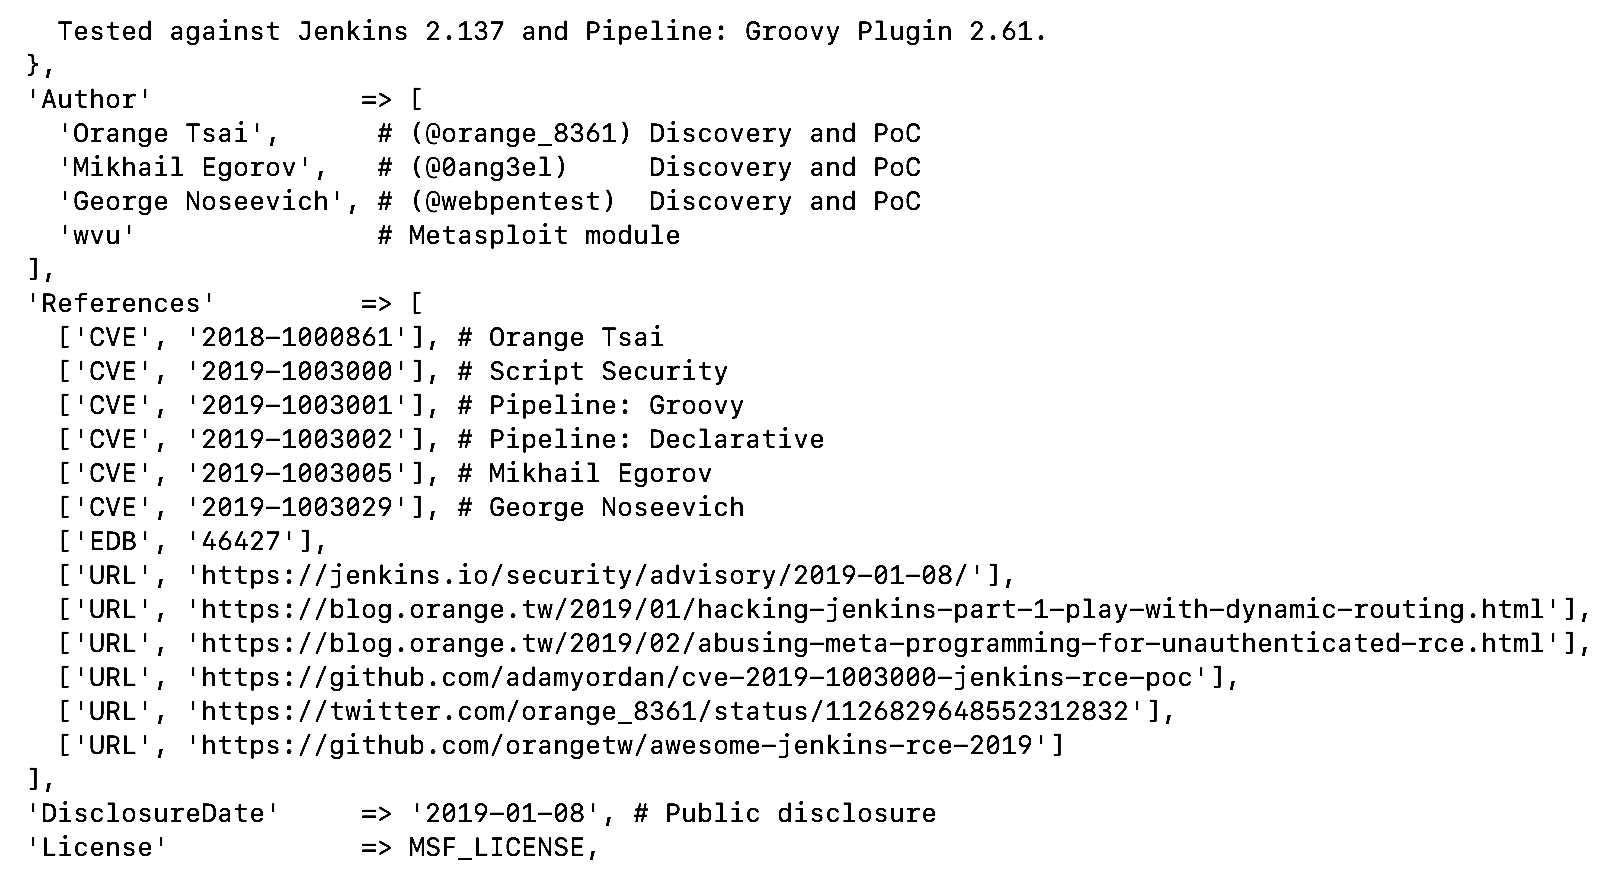 Tested against Jenkins 2.137 and Pipeline: Groovy Plugin 2.61.
},
'Author' => [
'Orange Tsai', # (@orange_8361) Discovery and PoC
'Mikhail Egorov', # (@0ang3el) Discovery and PoC
'George Noseevich', # (@webpentest) Discovery and PoC
'wvu' # Metasploit module
],
'References' => [
['CVE', '2018-1000861'], # Orange Tsai
['CVE', '2019-1003000'], # Script Security
['CVE', '2019-1003001'], # Pipeline: Groovy
['CVE', '2019-1003002'], # Pipeline: Declarative
['CVE', '2019-1003005'], # Mikhail Egorov
['CVE', '2019-1003029'], # George Noseevich
['EDB', '46427'],
['URL', 'https://jenkins.io/security/advisory/2019-01-08/'],
['URL', 'https://blog.orange.tw/2019/01/hacking-jenkins-part-1-play-with-dynamic-routing.html'],
['URL', 'https://blog.orange.tw/2019/02/abusing-meta-programming-for-unauthenticated-rce.html'],
['URL', 'https://github.com/adamyordan/cve-2019-1003000-jenkins-rce-poc'],
['URL', 'https://twitter.com/orange_8361/status/1126829648552312832'],
['URL', 'https://github.com/orangetw/awesome-jenkins-rce-2019']
],
'DisclosureDate' => '2019-01-08', # Public disclosure
'License' => MSF_LICENSE,